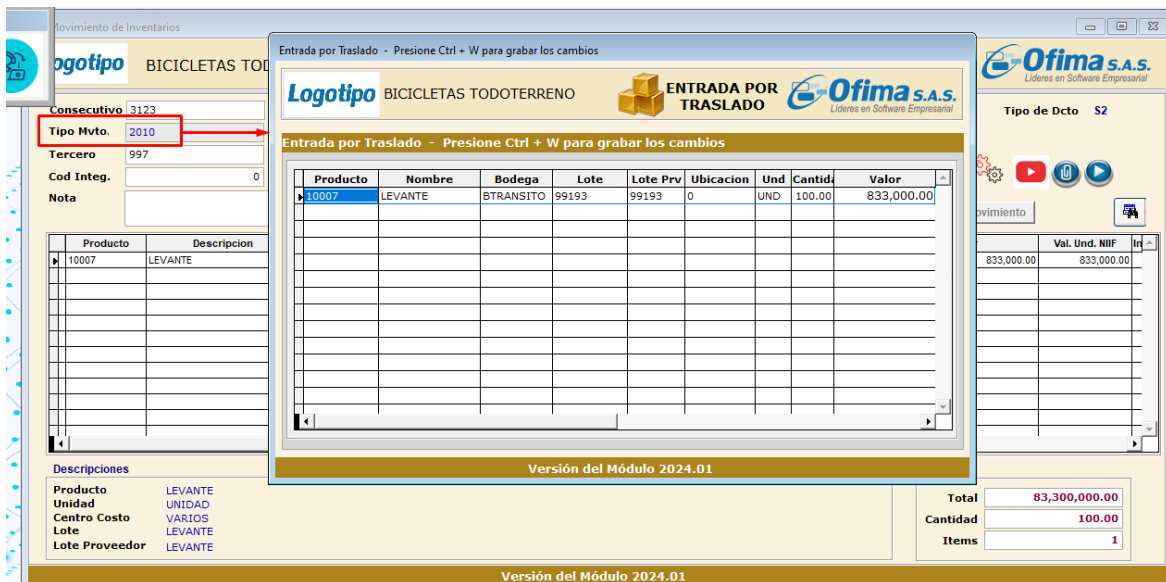 Movimiento de Inventarios
Entrada por Traslado - Presione Ctrl + W para grabar los cambios
ogotipo BICICLETAS TOD
Ofima S.A.S.
Líderes en Software Empresarial
Logotipo BICICLETAS TODOTERRENO
ENTRADA POR TRASLADO
Ofima S.A.S.
Líderes en Software Empresarial
Consecutivo 3123
Tipo de Dcto S2
Tipo Mvto. 2010
Entrada por Traslado - Presione Ctrl + W para grabar los cambios
Tercero 997
Cod Integ. 0
Nota
Producto Nombre Bodega Lote Lote Prv Ubicacion Und Cantida Valor
10007 LEVANTE BTRANSITO 99193 99193 0 UND 100.00 833,000.00
ovimiento
Producto Descripcion
Val. Und. NIIF In
10007 LEVANTE
833,000.00 833,000.00
Versión del Módulo 2024.01
Descripciones
Producto LEVANTE
Unidad UNIDAD
Centro Costo VARIOS
Lote LEVANTE
Lote Proveedor LEVANTE
Total 83,300,000.00
Cantidad 100.00
Items 1
Versión del Módulo 2024.01